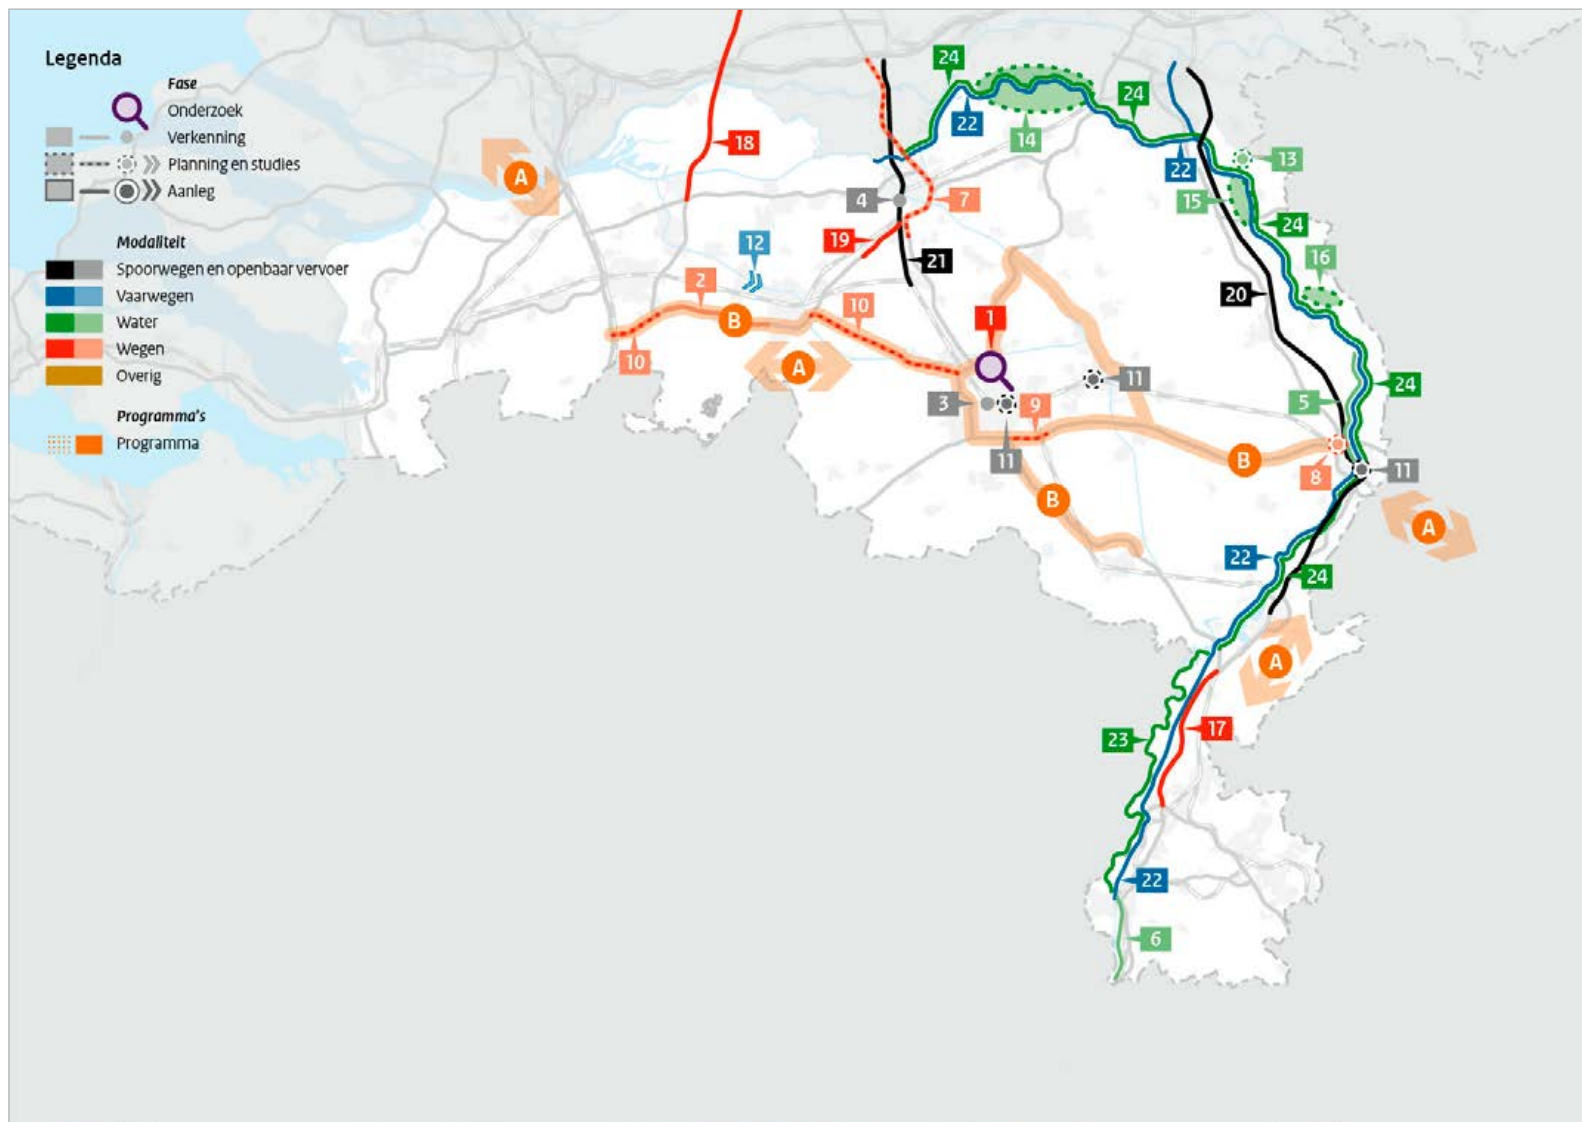 Legenda
Fase
Onderzoek
Verkenning
Planning en studies
Aanleg
Modaliteit
Spoorwegen en openbaar vervoer
Vaarwegen
Water
Wegen
Overig
Programma's
Programma
24
24
22
14
18
22
13
A
4
7
15
24
19
12
21
16
2
20
10
B
1
10
A
11
24
3
9
5
11
B
8
11
B
A
22
24
A
23
17
22
6